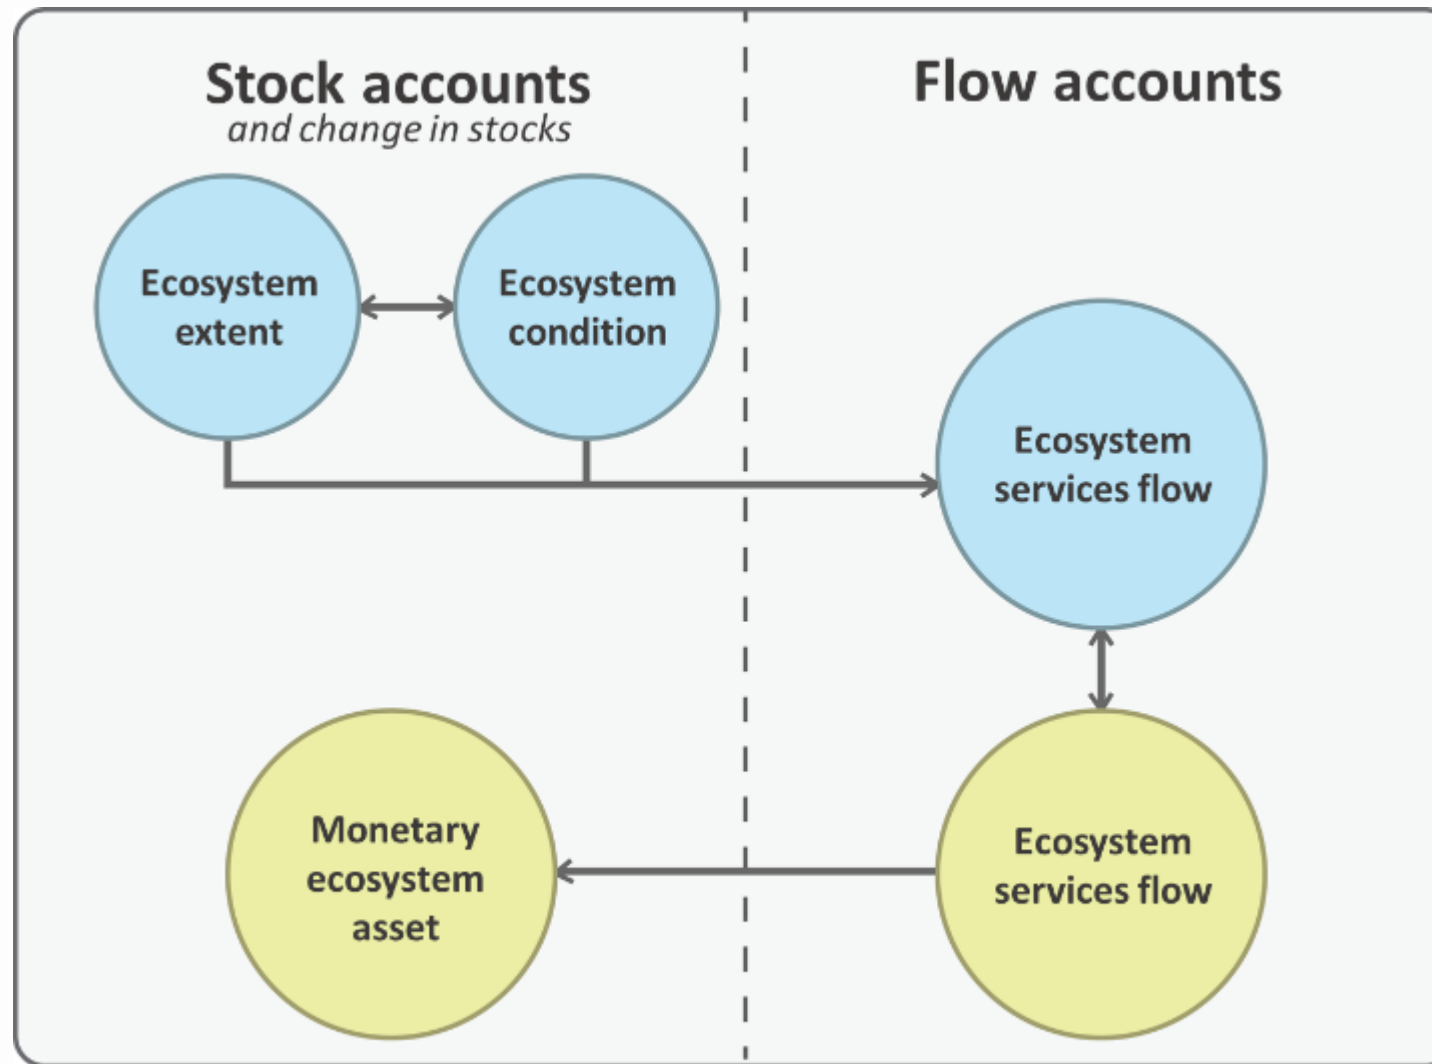 Stock accounts
and change in stocks
Flow accounts
Ecosystem
extent
Ecosystem
condition
Ecosystem
services flow
Monetary
ecosystem
asset
Ecosystem
services flow